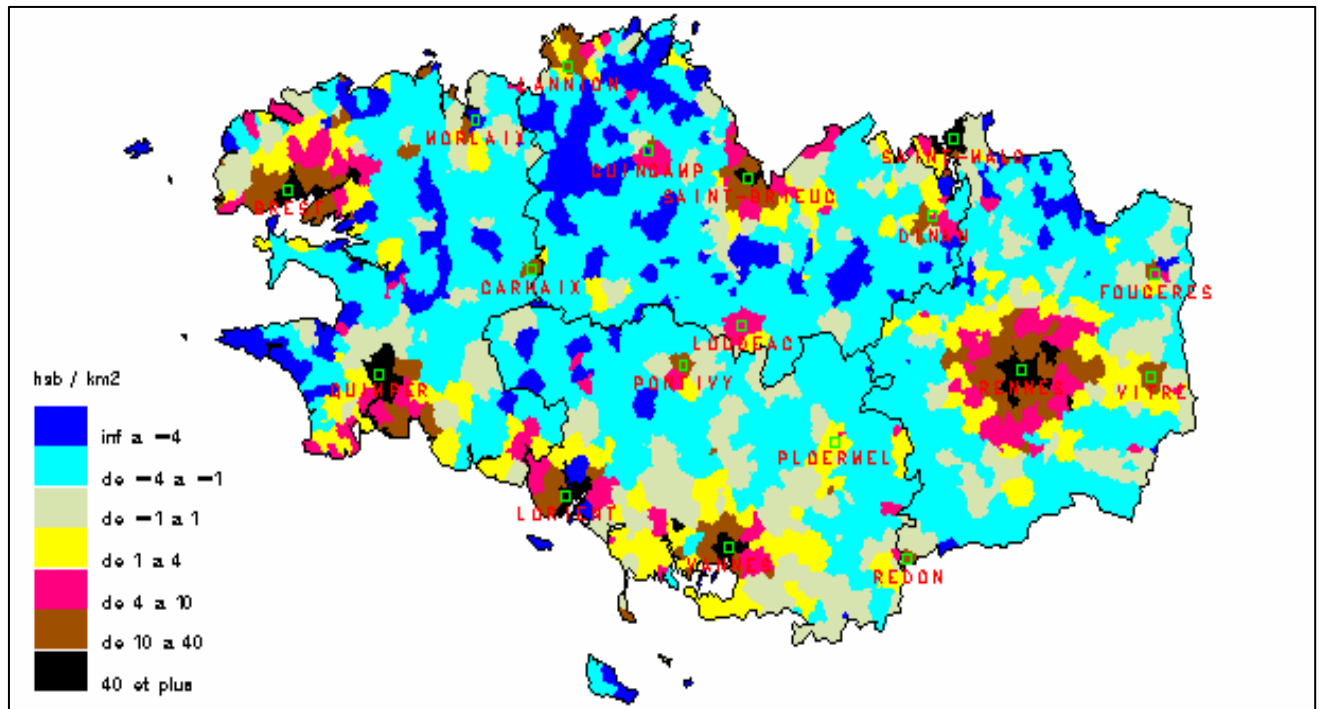 LANNION
MORLAIX
GUINGAMP
SAINT-MALO
SAINT-BRIEUC
BREST
DINAN
CARHAIX
FOUGERES
LOUDEAC
QUIMPER
PONTIVY
RENNES
VITRE
hsb / km2
PLOERMEL
inf a -4
de -4 a -1
LORIENT
de -1 a 1
de 1 a 4
VANNES
REDON
de 4 a 10
de 10 a 40
40 et plus